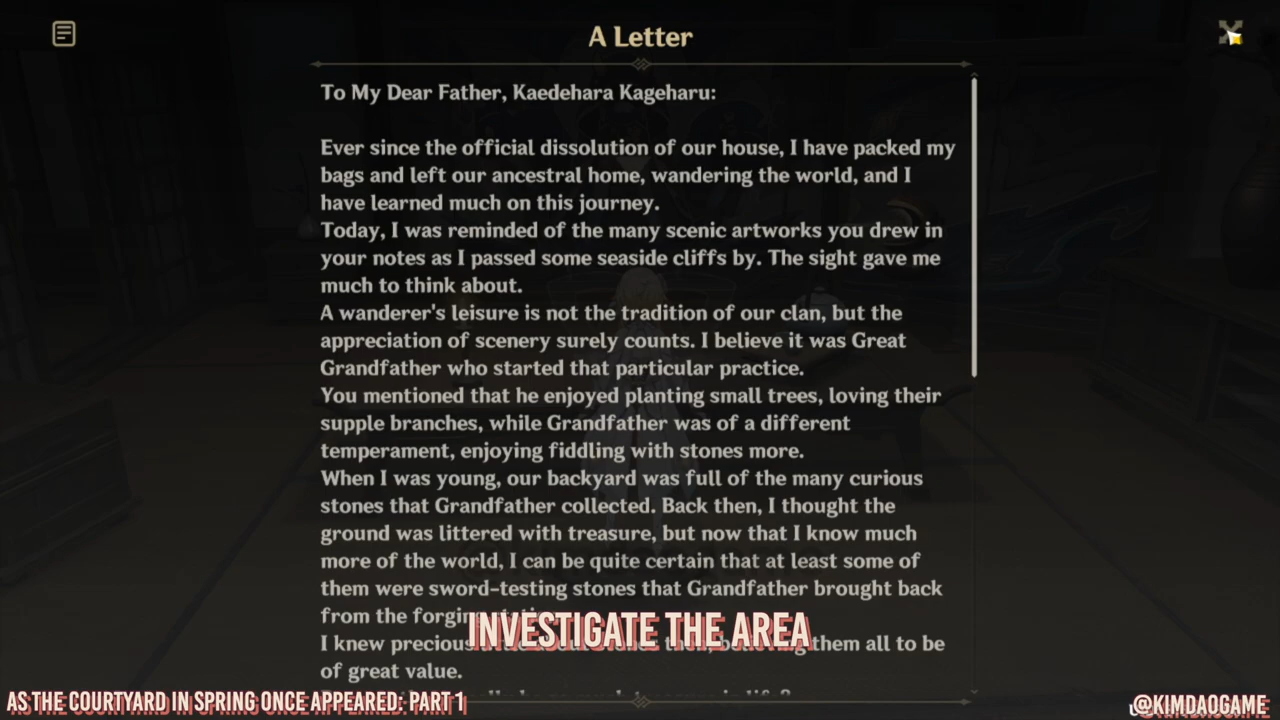 A Letter
To My Dear Father, Kaedehara Kageharu:
Ever since the official dissolution of our house, I have packed my
bags and left our ancestral home, wandering the world, and I
have learned much on this journey.
Today, I was reminded of the many scenic artworks you drew in
your notes as I passed some seaside cliffs by. The sight gave me
much to think about.
A wanderer's leisure is not the tradition of our clan, but the
appreciation of scenery surely counts. I believe it was Great
Grandfather who started that particular practice.
You mentioned that he enjoyed planting small trees, loving their
supple branches, while Grandfather was of a different
temperament, enjoying fiddling with stones more.
When I was young, our backyard was full of the many curious
stones that Grandfather collected. Back then, I thought the
ground was littered with treasure, but now that I know much
more of the world, I can be quite certain that at least some of
them were sword-testing stones that Grandfather brought back
from the forging
INVESTIGATE THE AREA
I knew precious them all to be
of great value.
AS THE COURTYARD IN SPRING ONCE APPEARED: PART 1
@KIMDAOGAME